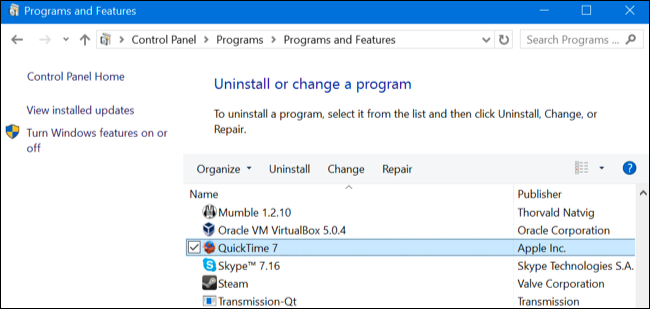 Programs and Features
Control Panel > Programs > Programs and Features
Search Programs ...
Control Panel Home
View installed updates
Turn Windows features on or
off
Uninstall or change a program
To uninstall a program, select it from the list and then click Uninstall, Change, or
Repair.
Organize Uninstall Change Repair
Name Publisher
Mumble 1.2.10 Thorvald Natvig
Oracle VM VirtualBox 5.0.4 Oracle Corporation
QuickTime 7 Apple Inc.
Skype™ 7.16 Skype Technologies S.A.
Steam Valve Corporation
Transmission-Qt Transmission